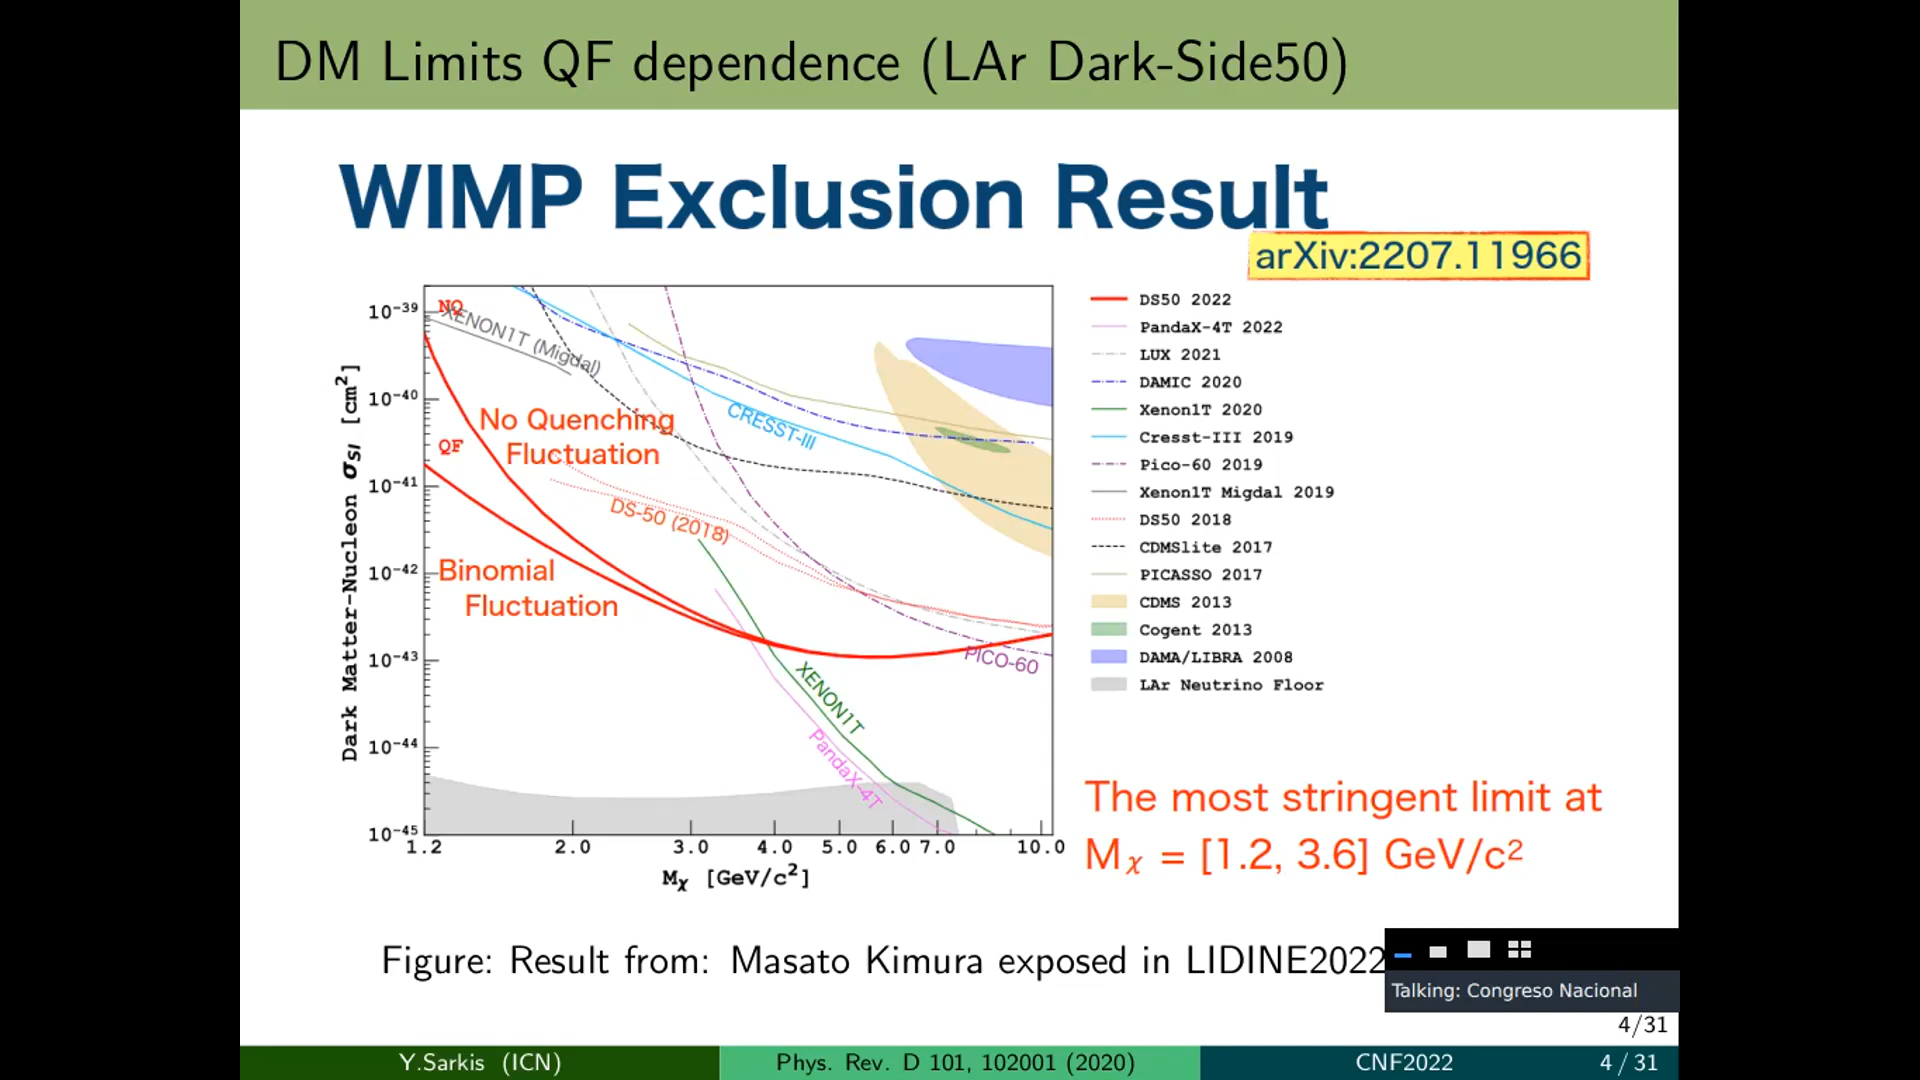 DM Limits QF dependence (LAr Dark-Side50)
WIMP Exclusion Result
arXiv:2207.11966
Dark Matter-Nucleon σSI [cm²]
10⁻³⁹
10⁻⁴⁰
10⁻⁴¹
10⁻⁴²
10⁻⁴³
10⁻⁴⁴
10⁻⁴⁵
NQ
XENON1T (Migdal)
No Quenching
Fluctuation
QF
CRESST-III
DS-50 (2018)
Binomial
Fluctuation
PICO-60
XENON1T
PandaX-4T
1.2 2.0 3.0 4.0 5.0 6.0 7.0 10.0
Mχ [GeV/c²]
DS50 2022
PandaX-4T 2022
LUX 2021
DAMIC 2020
Xenon1T 2020
Cresst-III 2019
Pico-60 2019
Xenon1T Migdal 2019
DS50 2018
CDMSlite 2017
PICASSO 2017
CDMS 2013
Cogent 2013
DAMA/LIBRA 2008
LAr Neutrino Floor
The most stringent limit at
Mχ = [1.2, 3.6] GeV/c²
Figure: Result from: Masato Kimura exposed in LIDINE2022
Talking: Congreso Nacional
4/31
Y.Sarkis (ICN)
Phys. Rev. D 101, 102001 (2020)
CNF2022
4 / 31